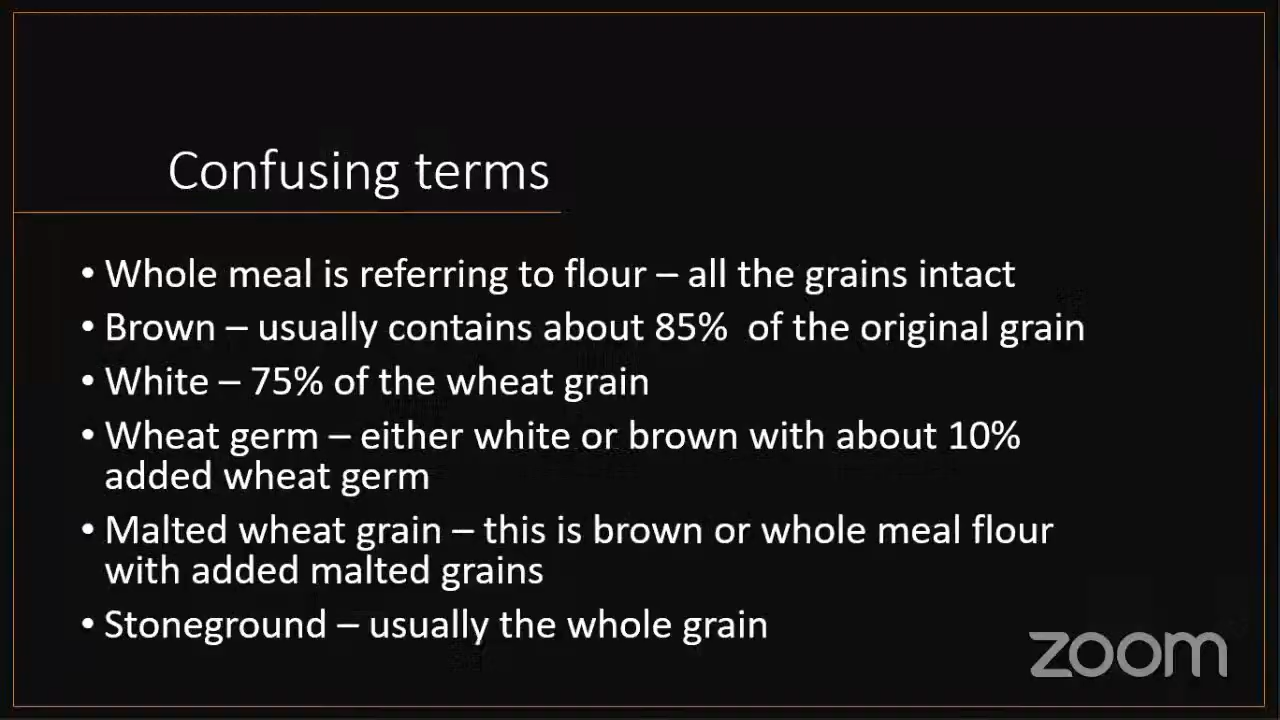 Confusing terms
• Whole meal is referring to flour – all the grains intact
• Brown – usually contains about 85%  of the original grain
• White – 75% of the wheat grain
• Wheat germ – either white or brown with about 10%
added wheat germ
• Malted wheat grain – this is brown or whole meal flour
with added malted grains
• Stoneground – usually the whole grain
zoom